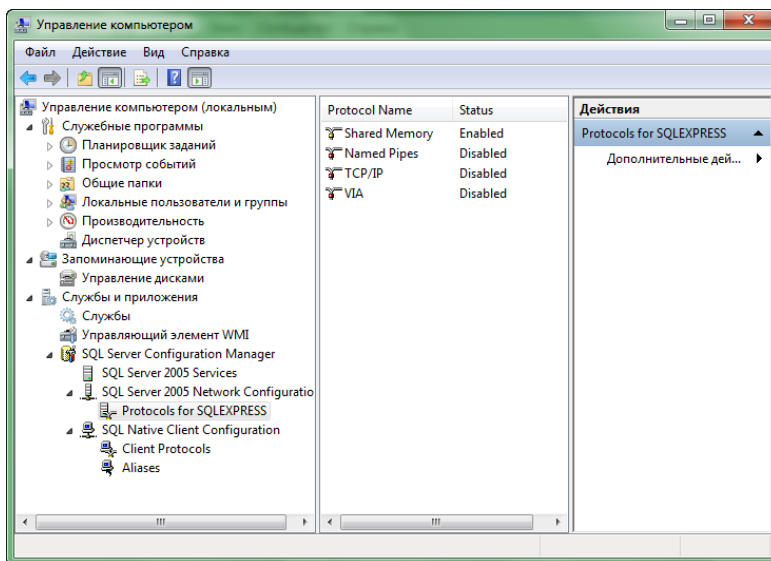 Управление компьютером
Файл Действие Вид Справка
Управление компьютером (локальным)
Служебные программы
Планировщик заданий
Просмотр событий
Общие папки
Локальные пользователи и группы
Производительность
Диспетчер устройств
Запоминающие устройства
Управление дисками
Службы и приложения
Службы
Управляющий элемент WMI
SQL Server Configuration Manager
SQL Server 2005 Services
SQL Server 2005 Network Configuratio
Protocols for SQLEXPRESS
SQL Native Client Configuration
Client Protocols
Aliases
Protocol Name Status
Shared Memory Enabled
Named Pipes Disabled
TCP/IP Disabled
VIA Disabled
Действия
Protocols for SQLEXPRESS
Дополнительные дей...